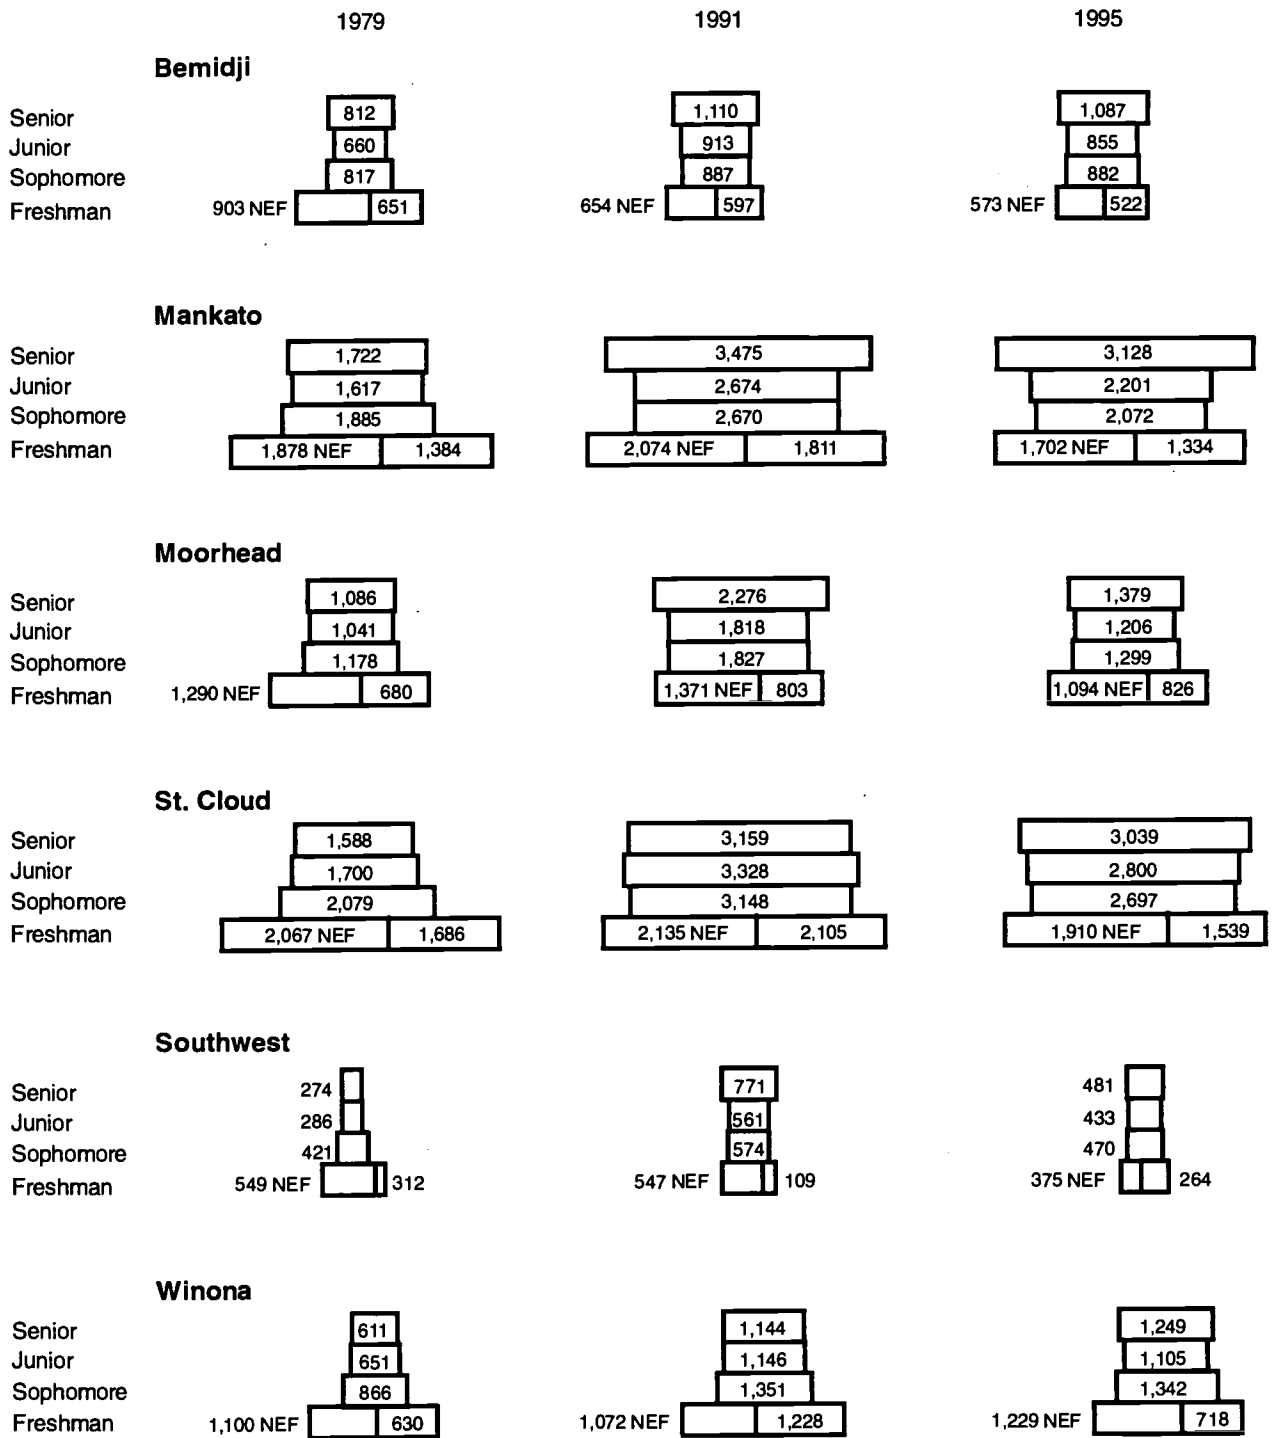 1979 1991 1995
Bemidji
Senior 812 1,110 1,087
Junior 660 913 855
Sophomore 817 887 882
Freshman 903 NEF 651 654 NEF 597 573 NEF 522
Mankato
Senior 1,722 3,475 3,128
Junior 1,617 2,674 2,201
Sophomore 1,885 2,670 2,072
Freshman 1,878 NEF 1,384 2,074 NEF 1,811 1,702 NEF 1,334
Moorhead
Senior 1,086 2,276 1,379
Junior 1,041 1,818 1,206
Sophomore 1,178 1,827 1,299
Freshman 1,290 NEF 680 1,371 NEF 803 1,094 NEF 826
St. Cloud
Senior 1,588 3,159 3,039
Junior 1,700 3,328 2,800
Sophomore 2,079 3,148 2,697
Freshman 2,067 NEF 1,686 2,135 NEF 2,105 1,910 NEF 1,539
Southwest
Senior 274 771 481
Junior 286 561 433
Sophomore 421 574 470
Freshman 549 NEF 312 547 NEF 109 375 NEF 264
Winona
Senior 611 1,144 1,249
Junior 651 1,146 1,105
Sophomore 866 1,351 1,342
Freshman 1,100 NEF 630 1,072 NEF 1,228 1,229 NEF 718